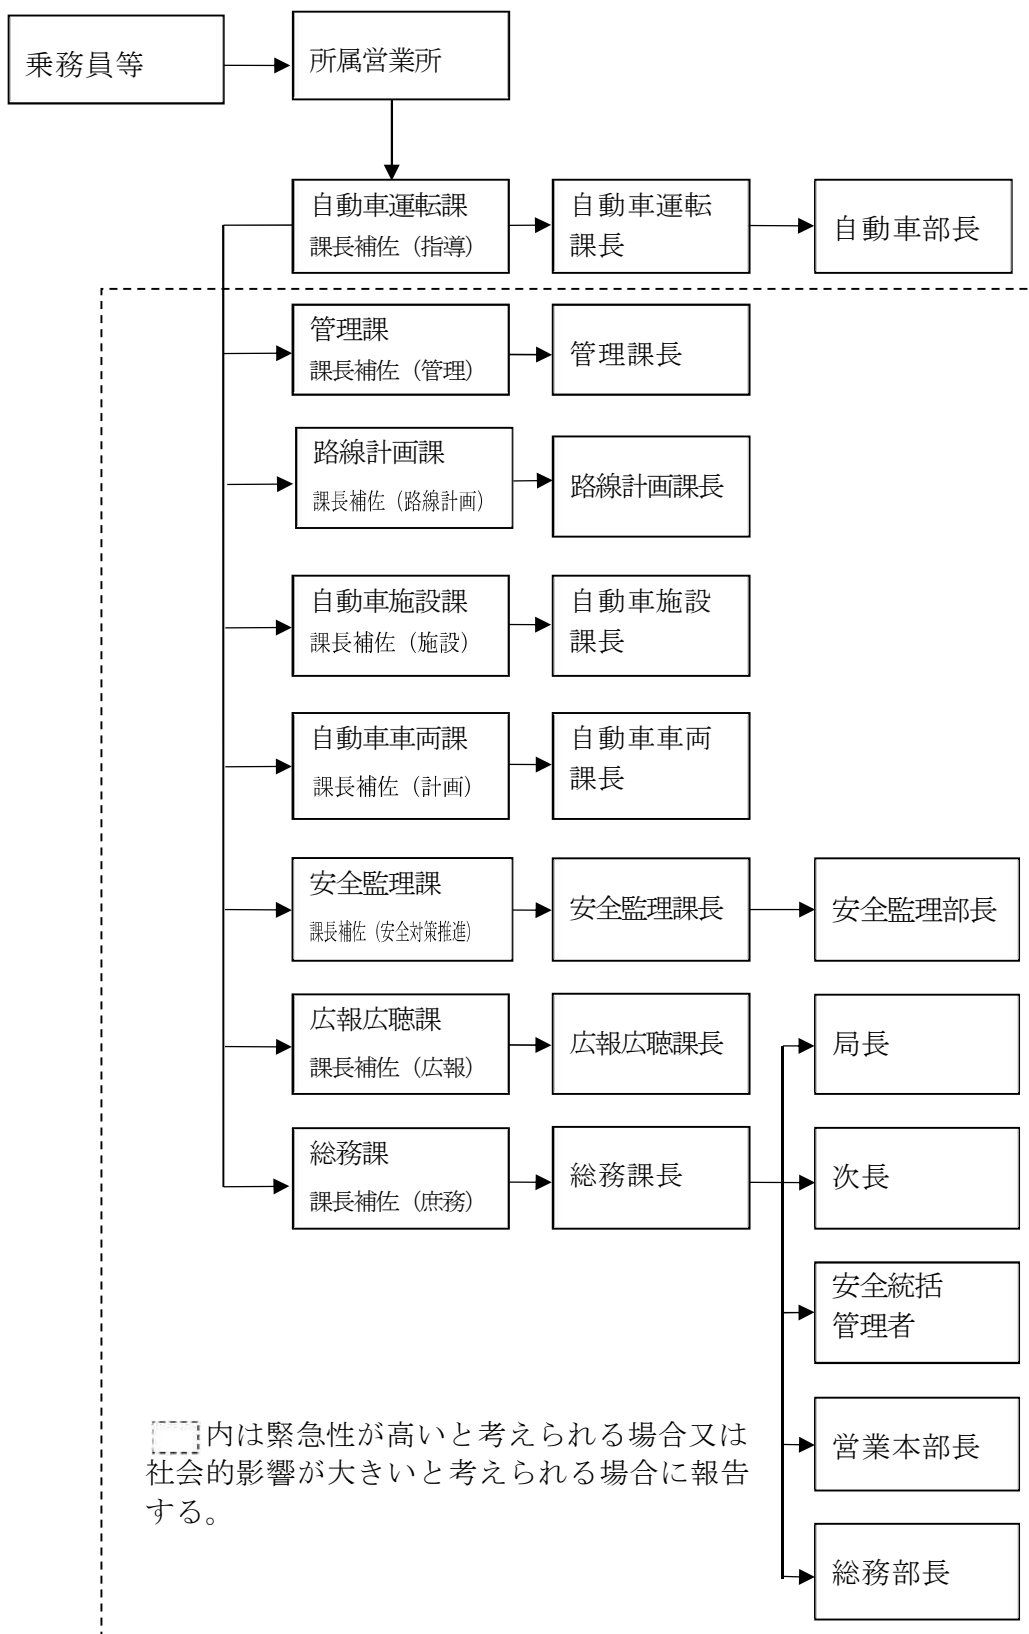 乗務員等
所属営業所
自動車運転課
課長補佐（指導）
自動車運転
課長
自動車部長
管理課
課長補佐（管理）
管理課長
路線計画課
課長補佐（路線計画）
路線計画課長
自動車施設課
課長補佐（施設）
自動車施設
課長
自動車車両課
課長補佐（計画）
自動車車両
課長
安全監理課
課長補佐（安全対策推進）
安全監理課長
安全監理部長
広報広聴課
課長補佐（広報）
広報広聴課長
局長
総務課
課長補佐（庶務）
総務課長
次長
安全統括
管理者
営業本部長
総務部長
内は緊急性が高いと考えられる場合又は
社会的影響が大きいと考えられる場合に報告
する。